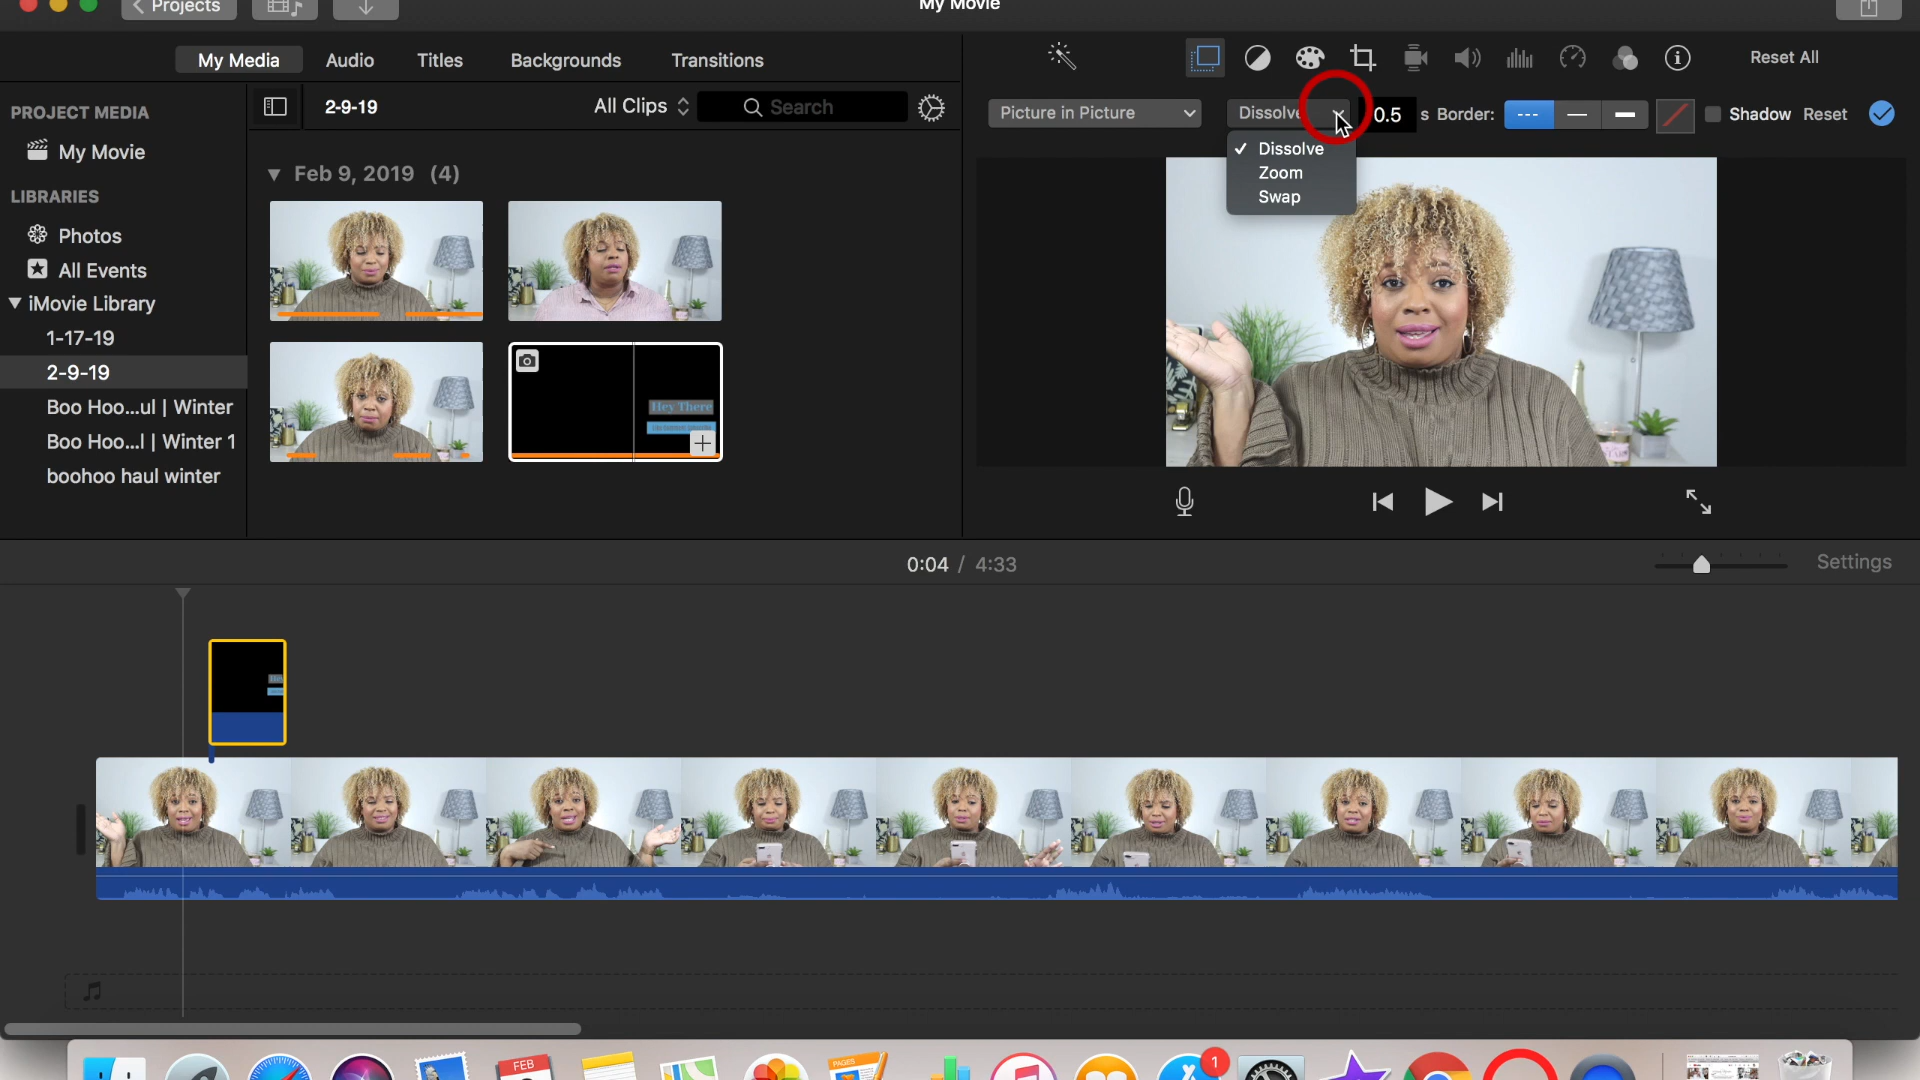 Projects
My Movie
My Media
Audio
Titles
Backgrounds
Transitions
Reset All
PROJECT MEDIA
My Movie
LIBRARIES
Photos
All Events
iMovie Library
1-17-19
2-9-19
Boo Hoo...ul | Winter
Boo Hoo...l | Winter 1
boohoo haul winter
2-9-19
All Clips
Search
Feb 9, 2019 (4)
Hey There
Picture in Picture
Dissolve
0.5 s
Border:
Shadow
Reset
✓ Dissolve
Zoom
Swap
0:04 / 4:33
Settings
FEB
PAGES
1